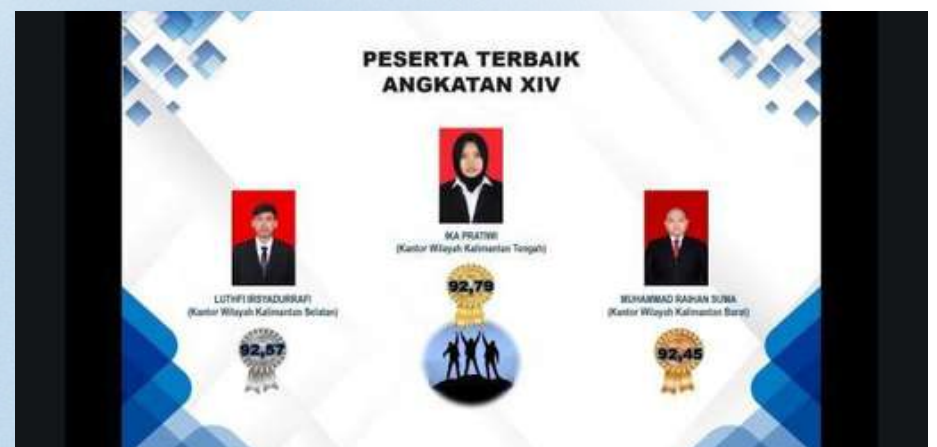 PESERTA TERBAIK
ANGKATAN XIV
IKA PRATIWI
(Kantor Wilayah Kalimantan Tengah)
92,79
LUTHFI IRSYADURRAFI
(Kantor Wilayah Kalimantan Selatan)
92,57
MUHAMMAD RAIHAN SUMA
(Kantor Wilayah Kalimantan Barat)
92,45